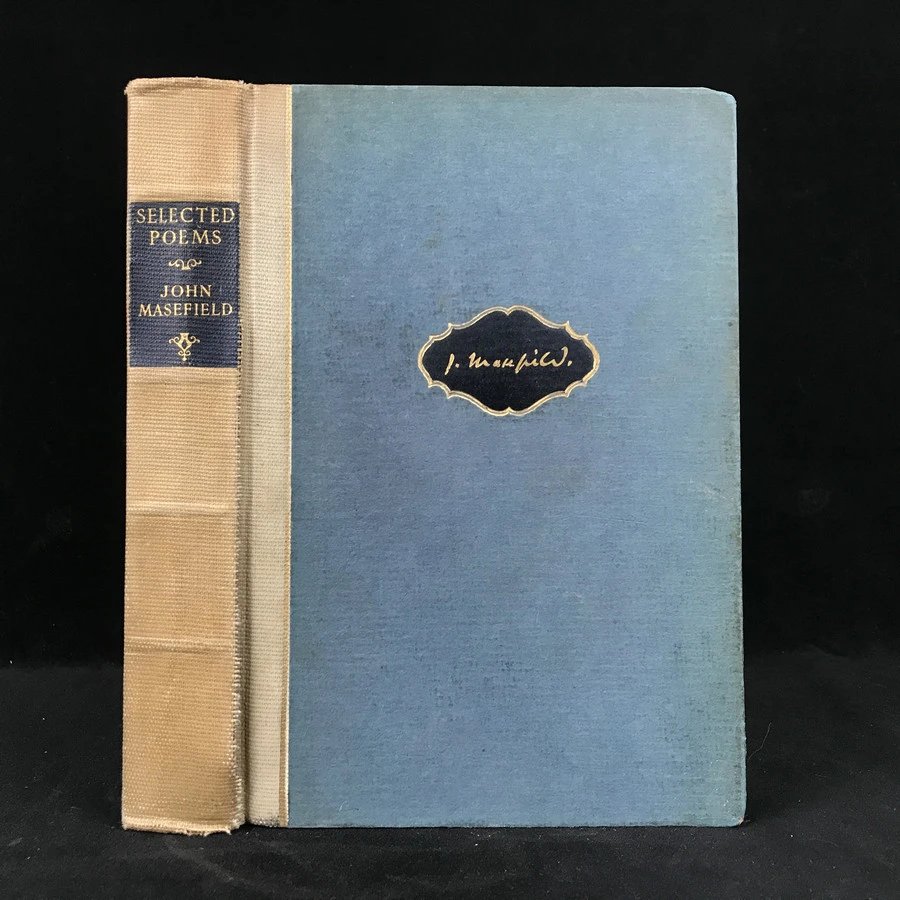 SELECTED
POEMS
JOHN
MASEFIELD
J. Masefield.